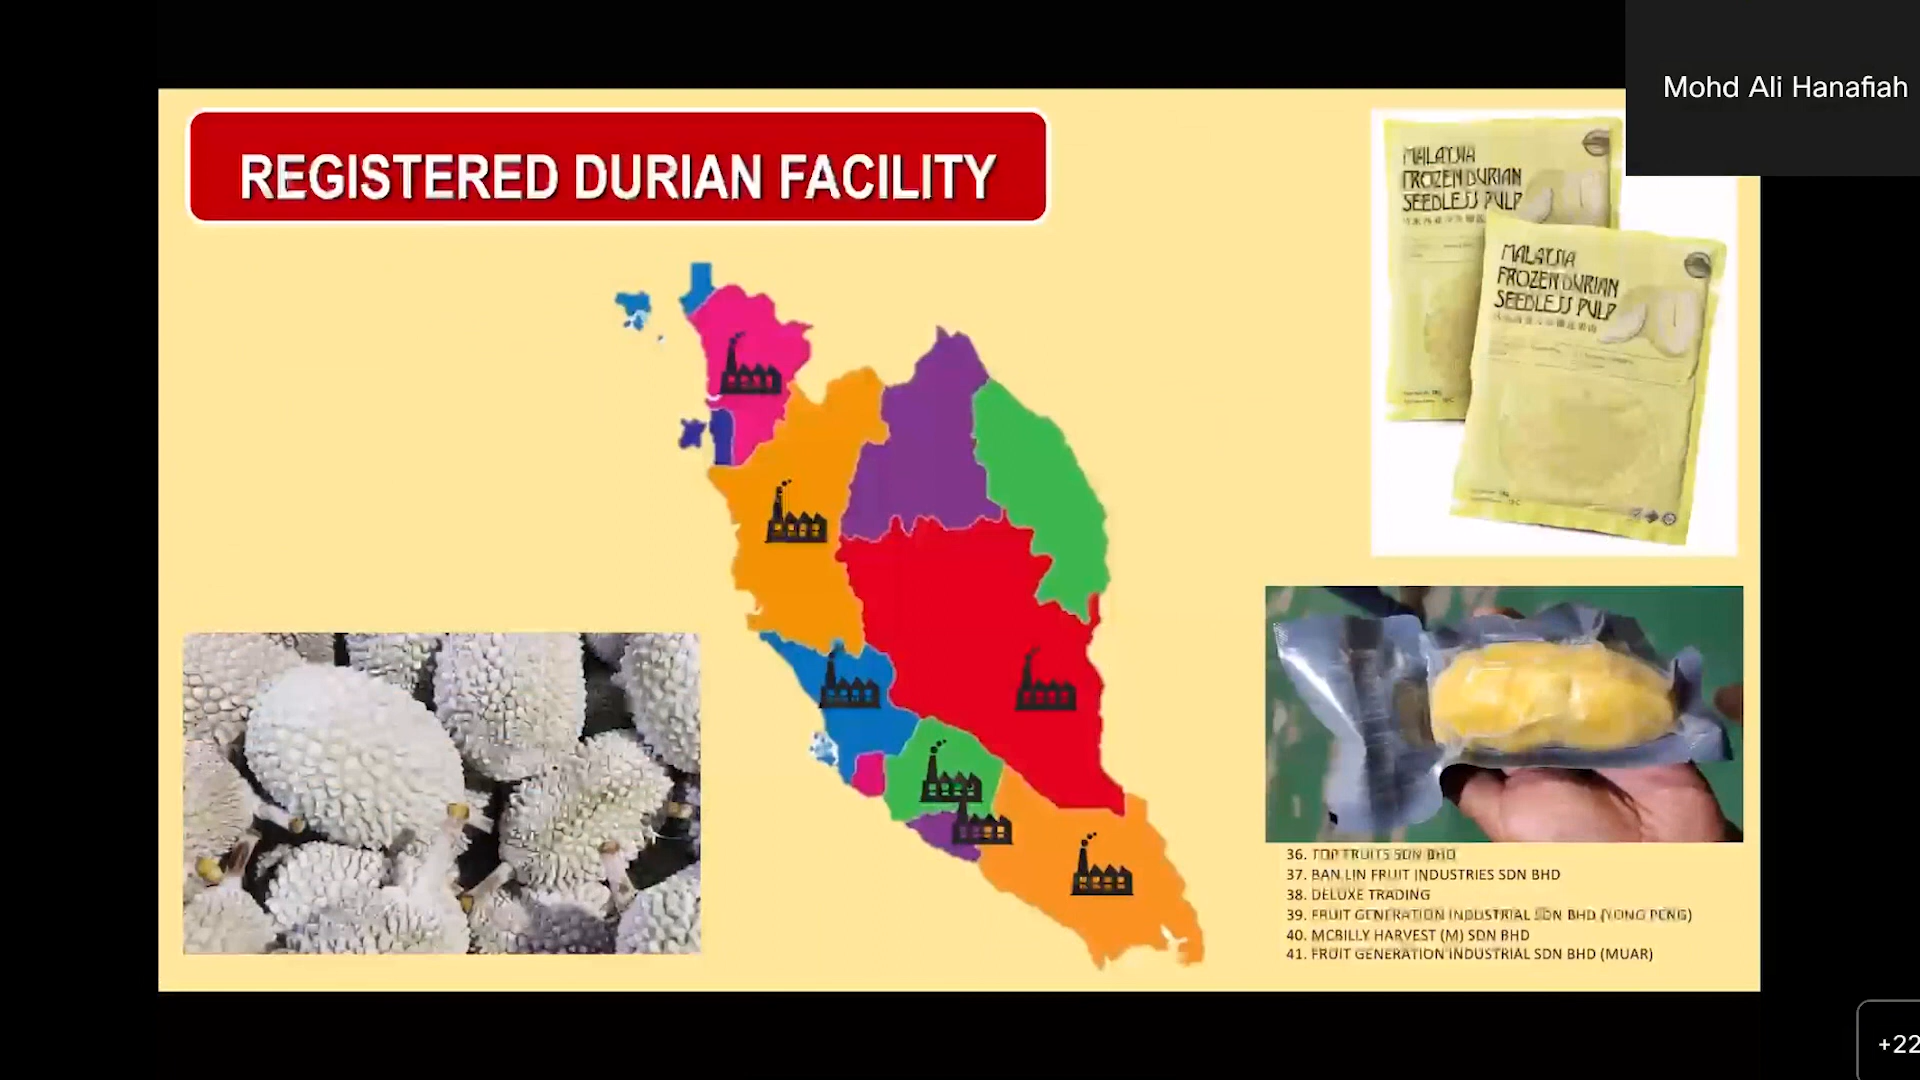 Mohd Ali Hanafiah
REGISTERED DURIAN FACILITY
MALAYSIA
FROZEN DURIAN
SEEDLESS PULP
MALAYSIA
FROZEN DURIAN
SEEDLESS PULP
36. TOP FRUITS SDN BHD
37. BAN LIN FRUIT INDUSTRIES SDN BHD
38. DELUXE TRADING
39. FRUIT GENERATION INDUSTRIAL SDN BHD (YONG PENG)
40. MCBILLY HARVEST (M) SDN BHD
41. FRUIT GENERATION INDUSTRIAL SDN BHD (MUAR)
+22